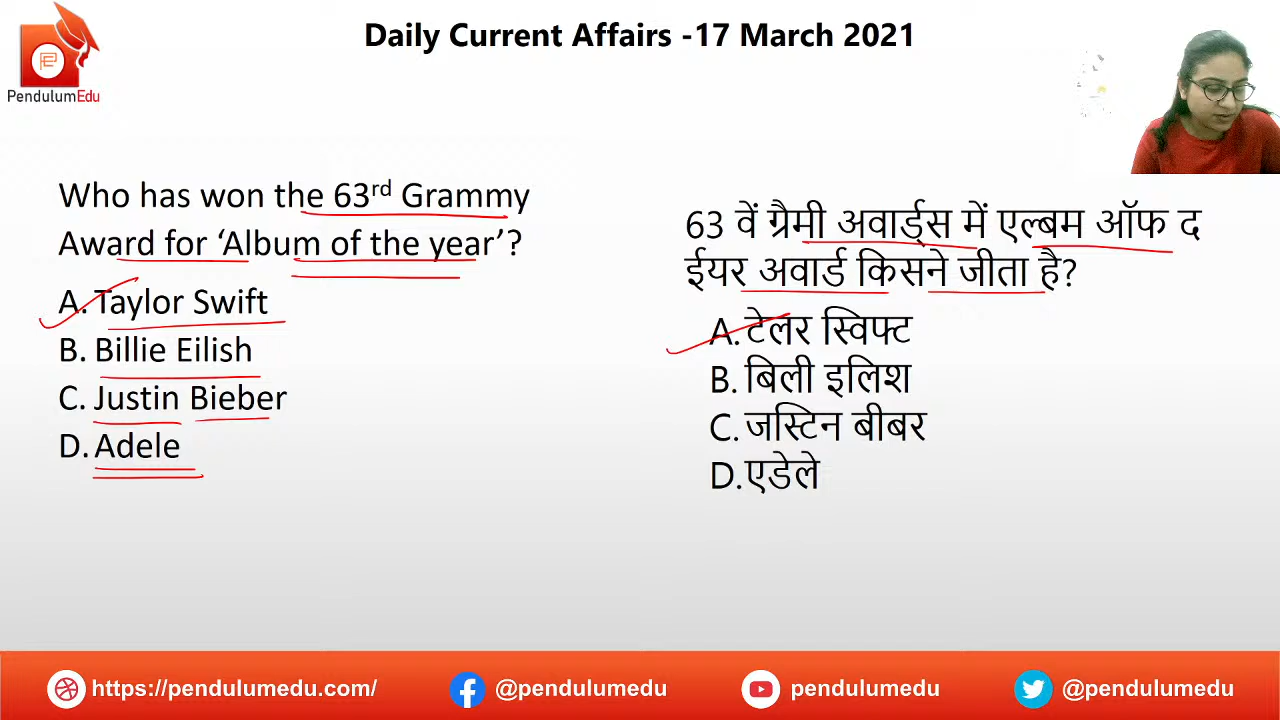 Daily Current Affairs -17 March 2021
PE
PendulumEdu
Who has won the 63rd Grammy
Award for ‘Album of the year’?
A. Taylor Swift
B. Billie Eilish
C. Justin Bieber
D. Adele
63 वें ग्रैमी अवार्ड्स में एल्बम ऑफ द
ईयर अवार्ड किसने जीता है?
A. टेलर स्विफ्ट
B. बिली इलिश
C. जस्टिन बीबर
D. एडेले
https://pendulumedu.com/
@pendulumedu
pendulumedu
@pendulumedu